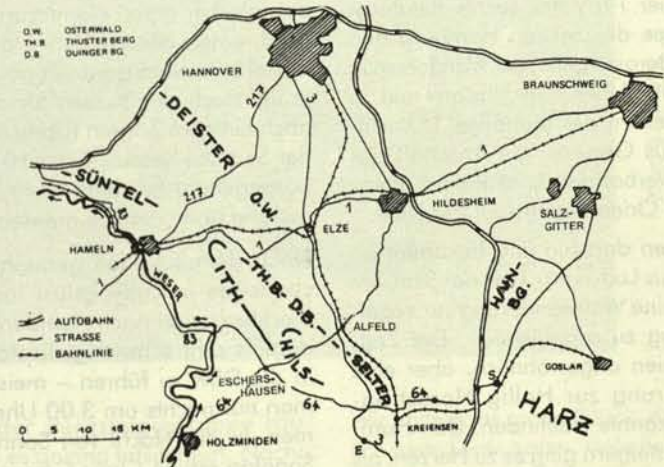 O.W. OSTERWALD
TH.B. THUSTER BERG
D.B. DUINGER BG.
HANNOVER
BRAUNSCHWEIG
217
3
DEISTER
1
SÜNTEL
83
217
O.W.
1
HILDESHEIM
SALZ-
GITTER
HAMELN
ELZE
1
WESER
ITH
TH.B.-D.B.
HAIN-
BG.
AUTOBAHN
STRASSE
BAHNLINIE
83
HILS
ALFELD
SELTER
GOSLAR
ESCHERS-
HAUSEN
64
64
64
S
HARZ
KREIENSEN
0 5 15 KM
HOLZMINDEN
E
3